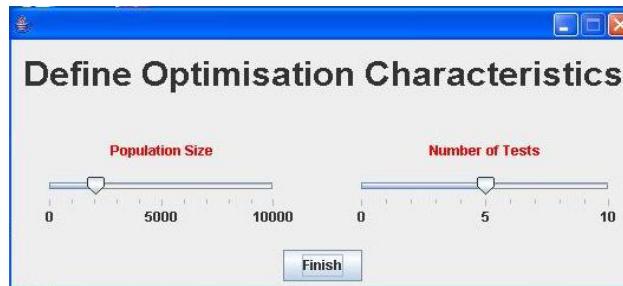 Define Optimisation Characteristics
Population Size
Number of Tests
0 5000 10000
0 5 10
Finish